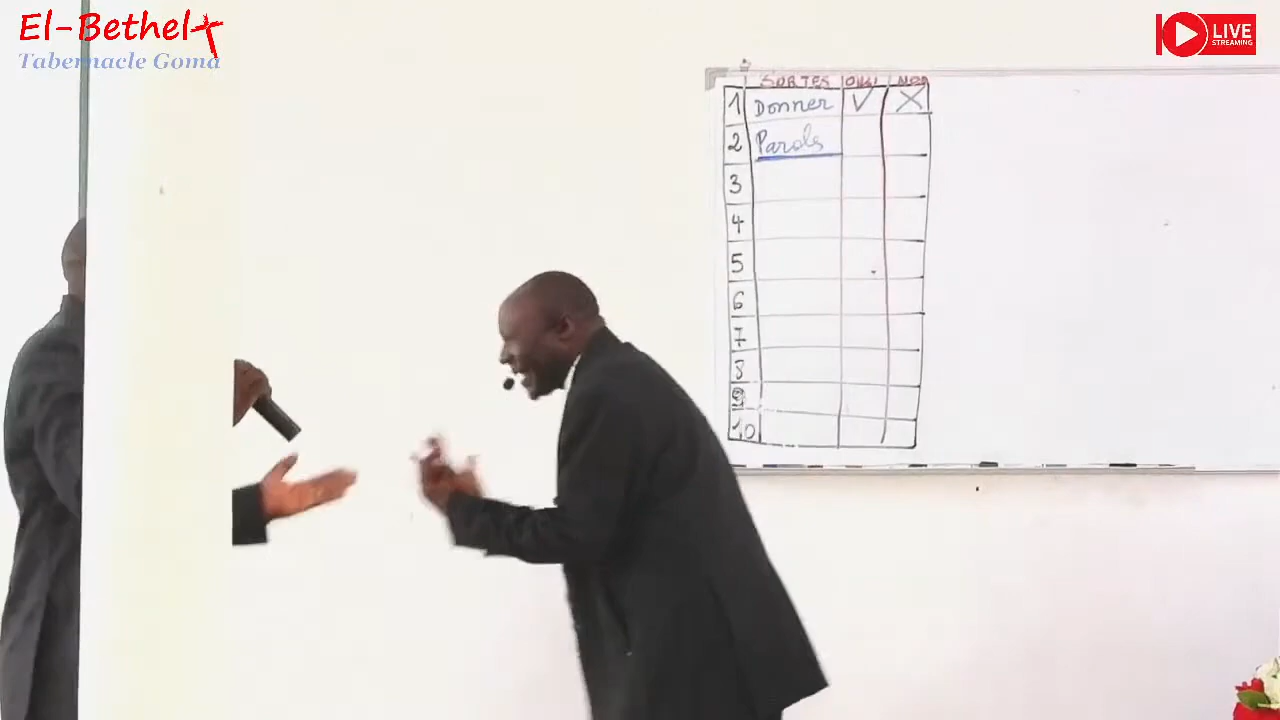 El-Bethel
Tabernacle Goma
LIVE
STREAMING
SORTES OUI NON
1 Donner ✓ X
2 Parols
3
4
5
6
7
8
9
10